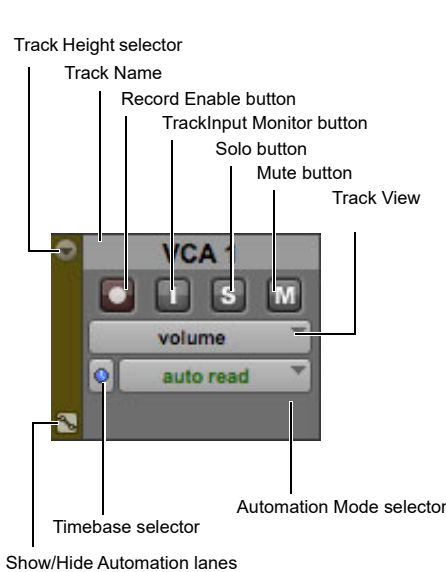 Track Height selector
Track Name
Record Enable button
TrackInput Monitor button
Solo button
Mute button
Track View
VCA 1
I S M
volume
auto read
Automation Mode selector
Timebase selector
Show/Hide Automation lanes